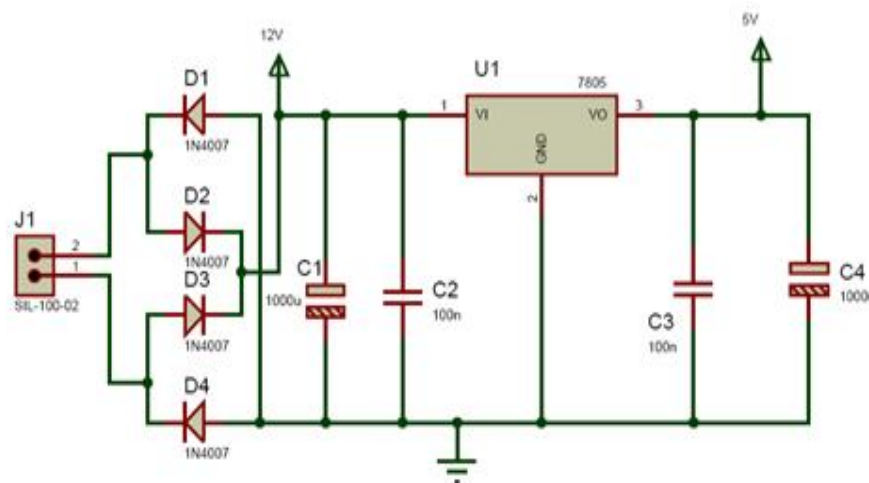 12V
5V
D1
1N4007
U1
7805
1
VI
VO
3
GND
2
D2
1N4007
J1
2
1
SIL-100-02
D3
1N4007
C1
1000u
C2
100n
C3
100n
C4
D4
1N4007